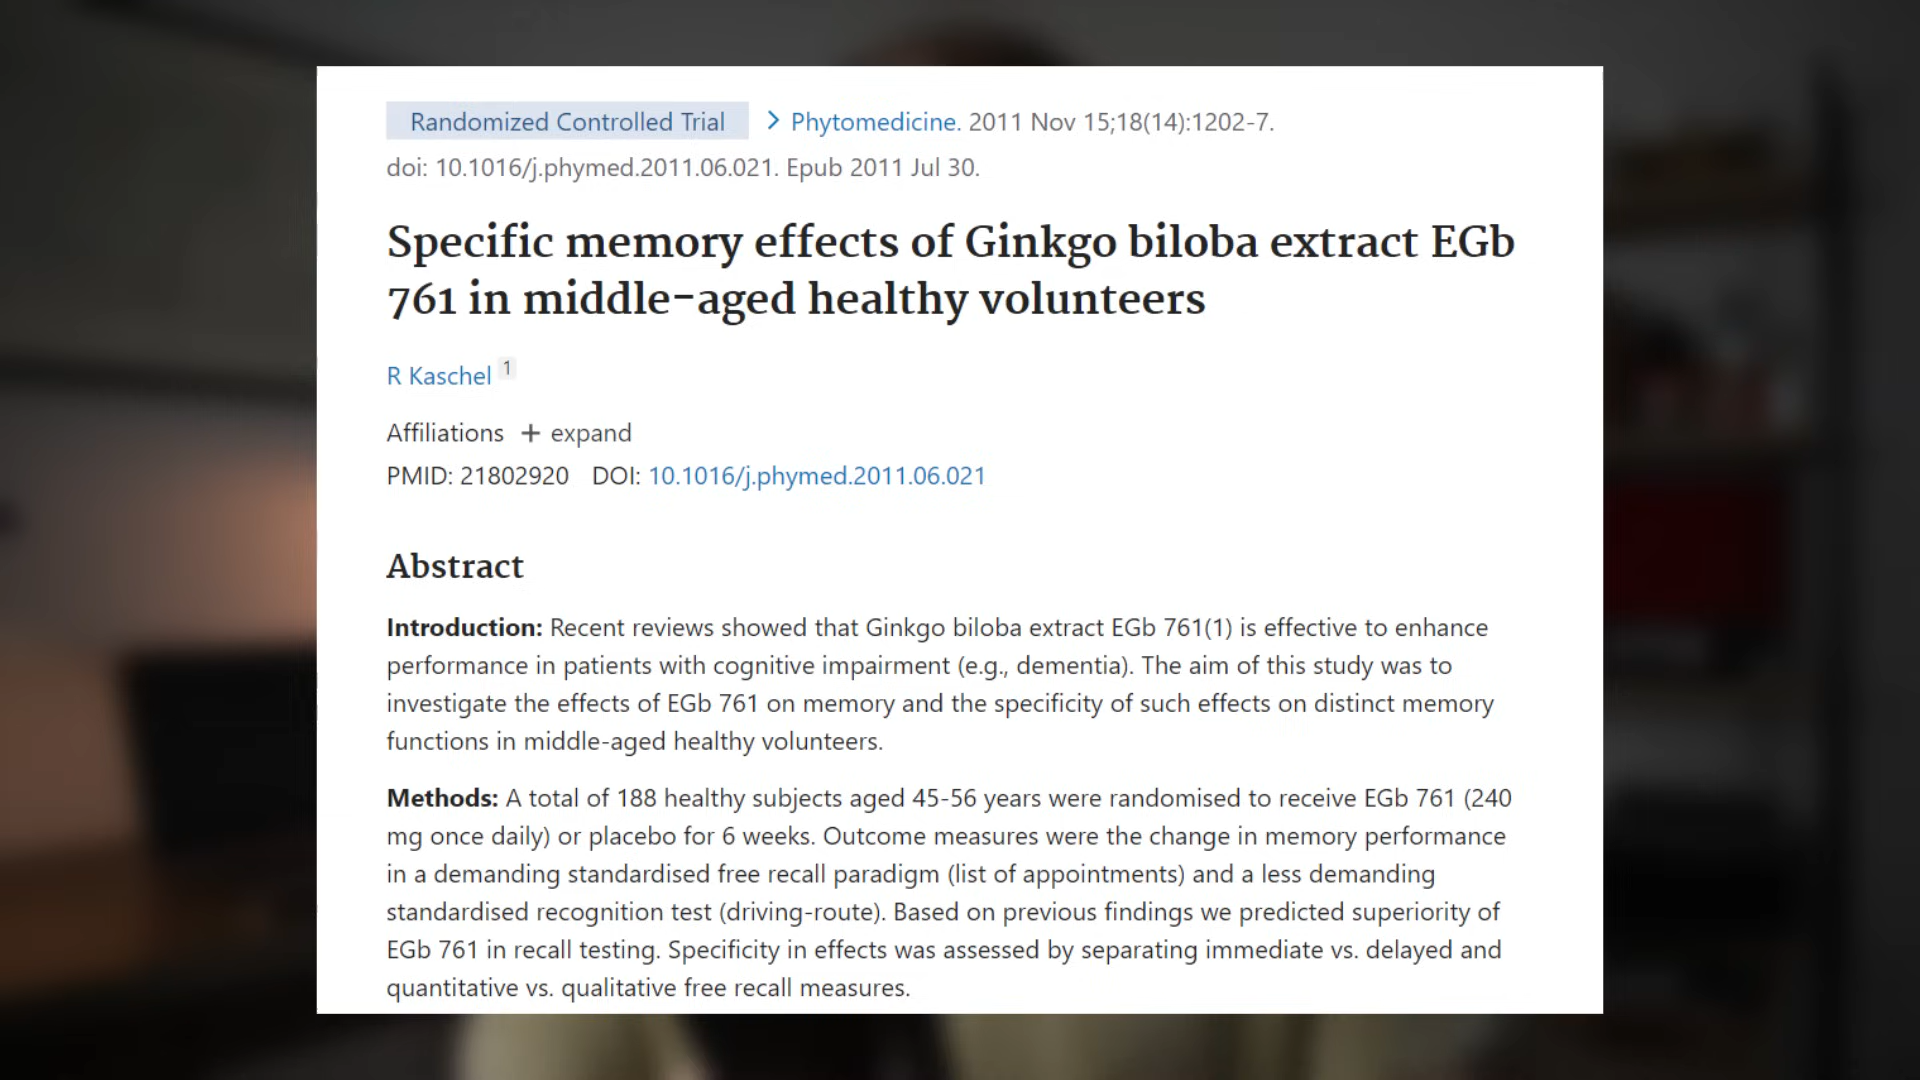 Randomized Controlled Trial > Phytomedicine. 2011 Nov 15;18(14):1202-7.
doi: 10.1016/j.phymed.2011.06.021. Epub 2011 Jul 30.
Specific memory effects of Ginkgo biloba extract EGb
761 in middle-aged healthy volunteers
R Kaschel 1
Affiliations + expand
PMID: 21802920 DOI: 10.1016/j.phymed.2011.06.021
Abstract
Introduction: Recent reviews showed that Ginkgo biloba extract EGb 761(1) is effective to enhance
performance in patients with cognitive impairment (e.g., dementia). The aim of this study was to
investigate the effects of EGb 761 on memory and the specificity of such effects on distinct memory
functions in middle-aged healthy volunteers.
Methods: A total of 188 healthy subjects aged 45-56 years were randomised to receive EGb 761 (240
mg once daily) or placebo for 6 weeks. Outcome measures were the change in memory performance
in a demanding standardised free recall paradigm (list of appointments) and a less demanding
standardised recognition test (driving-route). Based on previous findings we predicted superiority of
EGb 761 in recall testing. Specificity in effects was assessed by separating immediate vs. delayed and
quantitative vs. qualitative free recall measures.